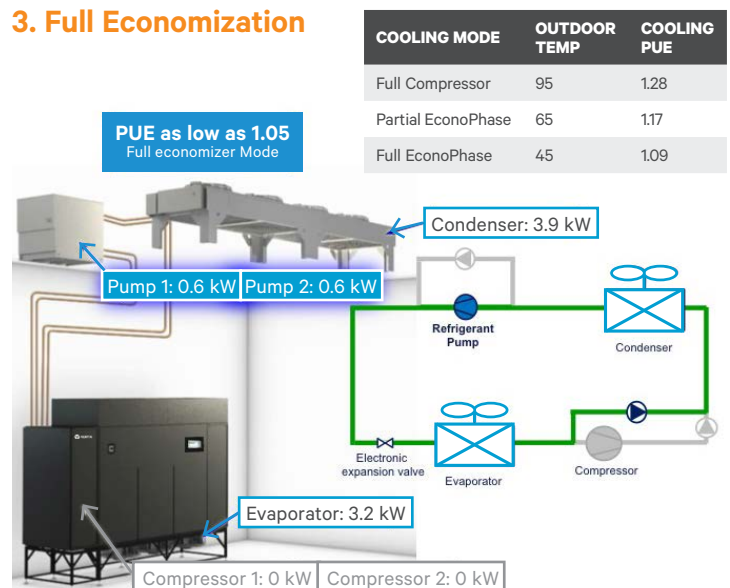 3. Full Economization
COOLING MODE OUTDOOR TEMP COOLING PUE
Full Compressor 95 1.28
Partial EconoPhase 65 1.17
Full EconoPhase 45 1.09
PUE as low as 1.05
Full economizer Mode
Condenser: 3.9 kW
Pump 1: 0.6 kW Pump 2: 0.6 kW
Refrigerant
Pump
Condenser
Electronic
expansion valve
Evaporator
Compressor
Evaporator: 3.2 kW
Compressor 1: 0 kW Compressor 2: 0 kW